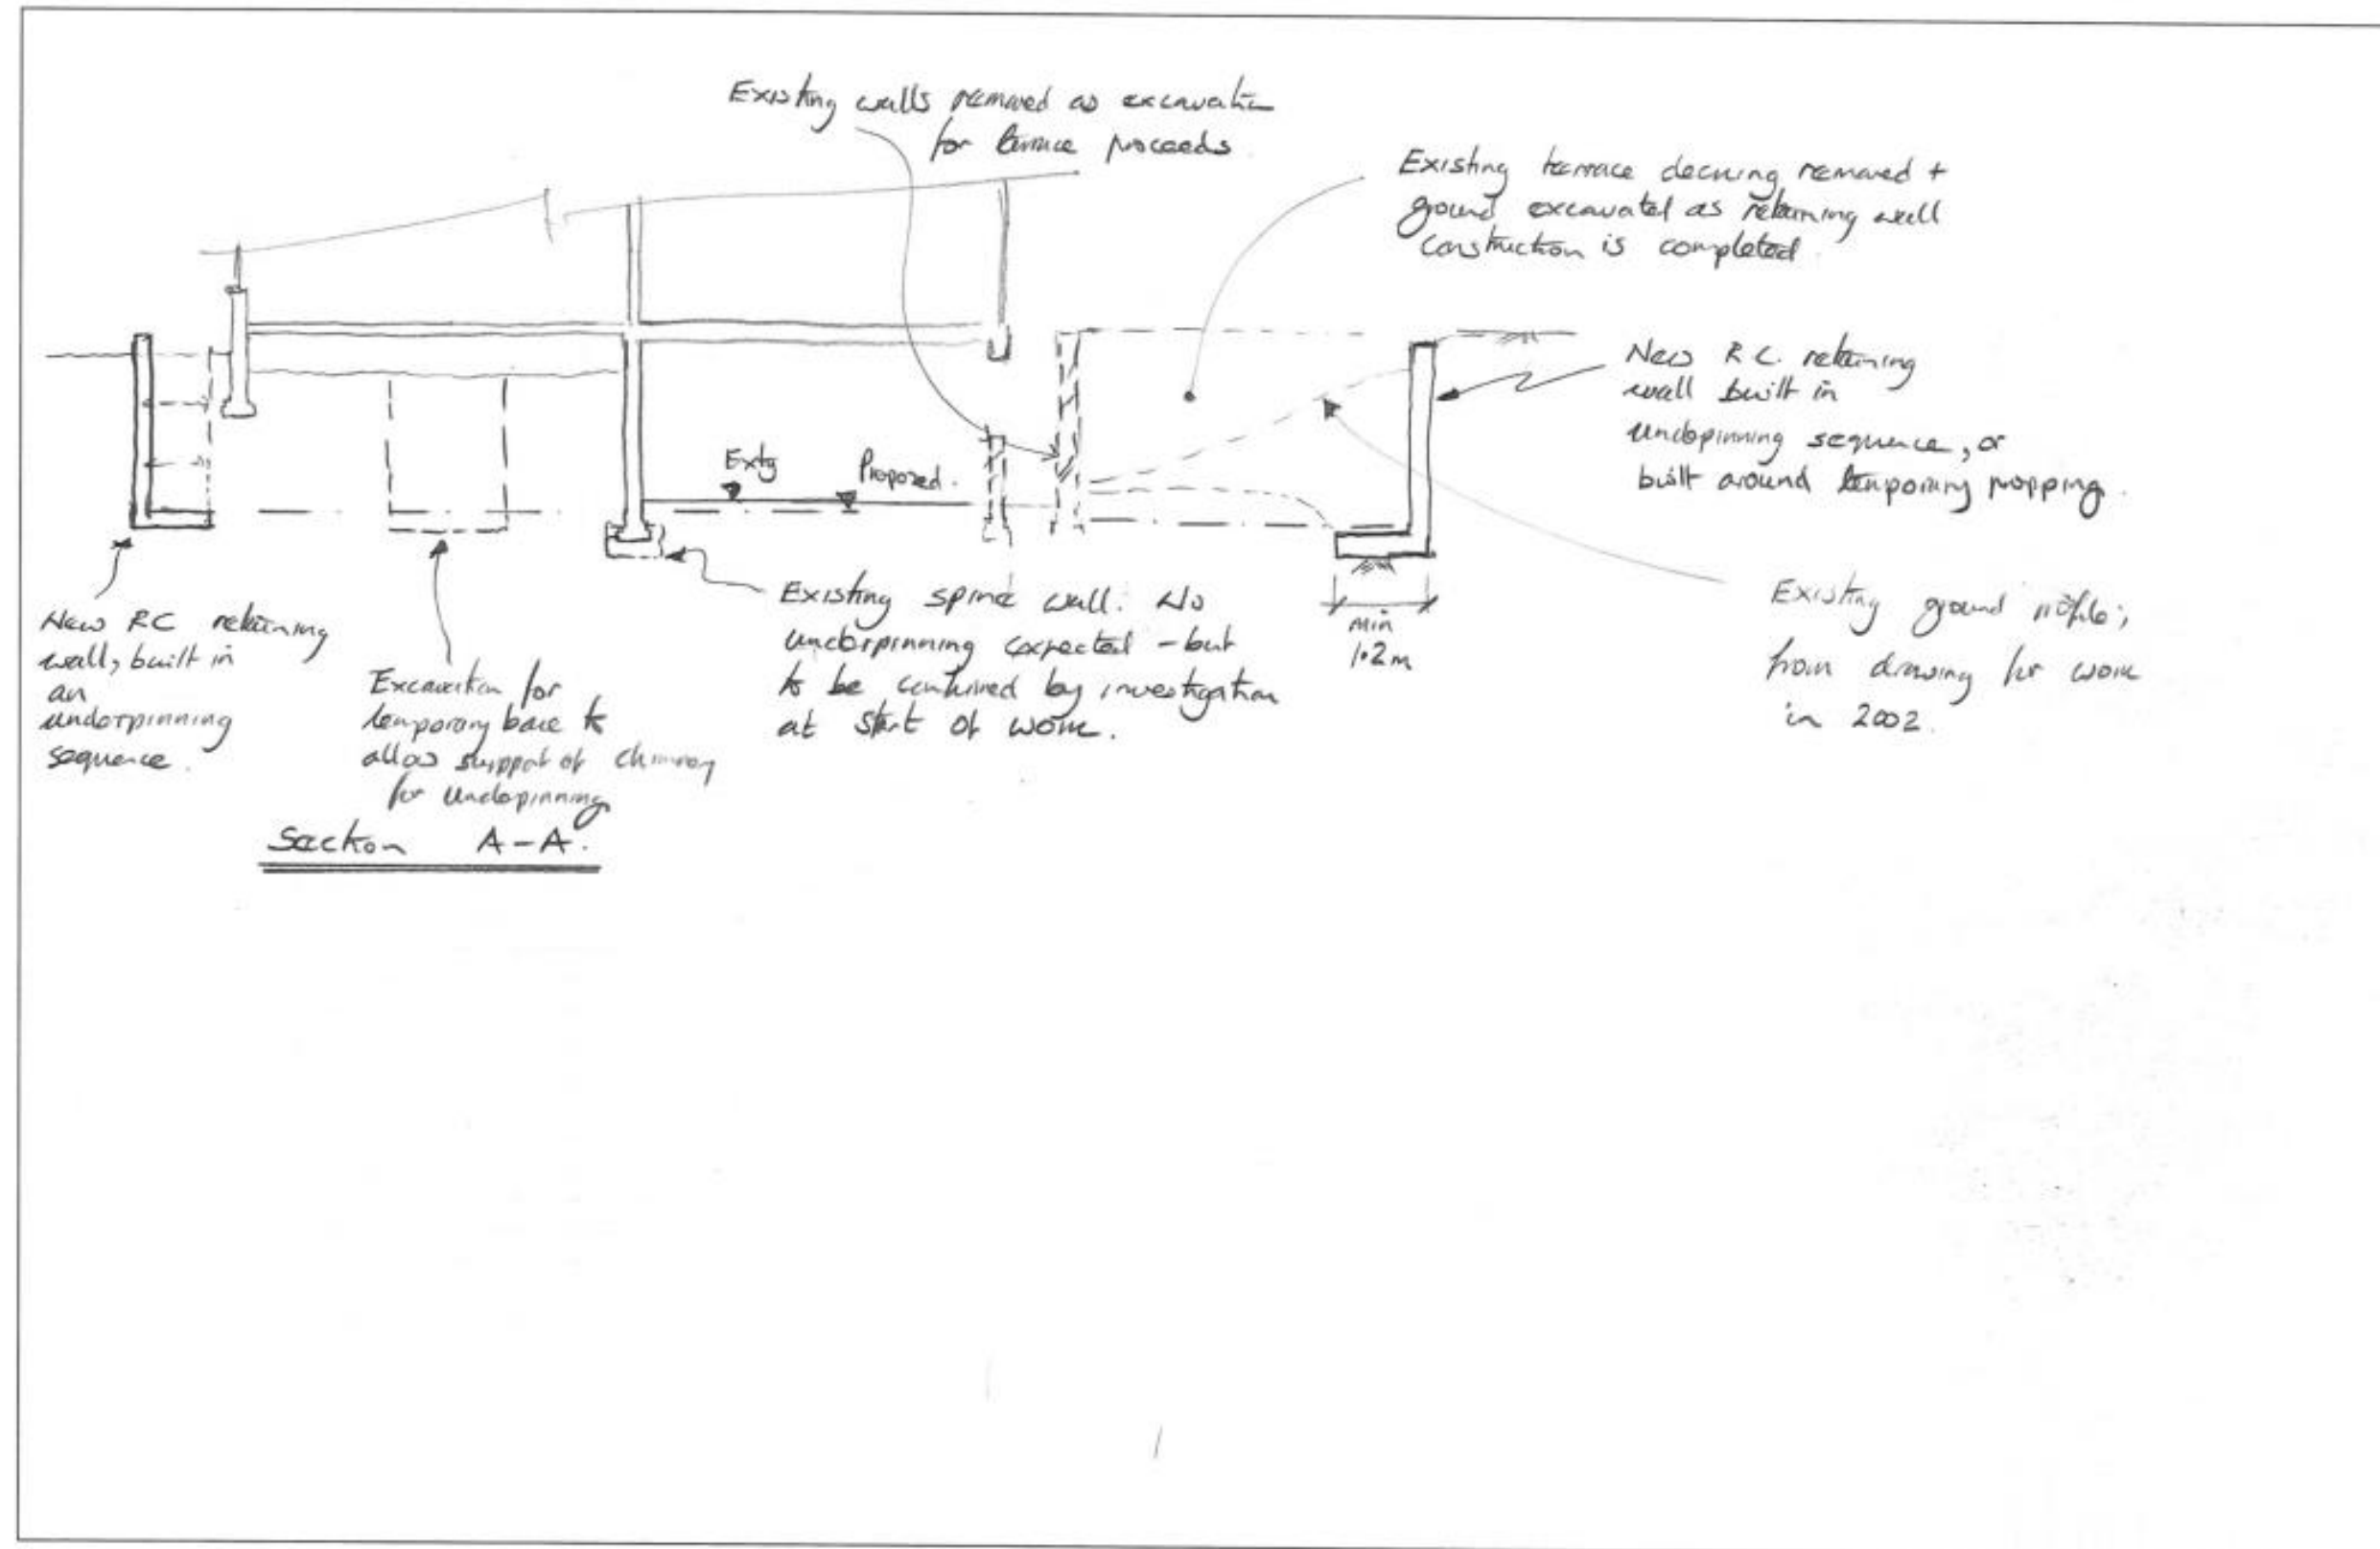 Existing walls removed as excavation
for terrace proceeds.
Existing terrace decking removed +
ground excavated as retaining wall
construction is completed.
New R.C. retaining
wall built in
underpinning sequence, or
built around temporary propping.
Extg
Proposed.
Existing ground profile;
from drawing for work
in 2002.
Min
1.2m
Existing spine wall. No
underpinning expected - but
to be confirmed by investigation
at start of work.
New RC retaining
wall, built in
an
underpinning
sequence.
Excavation for
temporary base to
allow support of chimney
for underpinning
Section A-A.